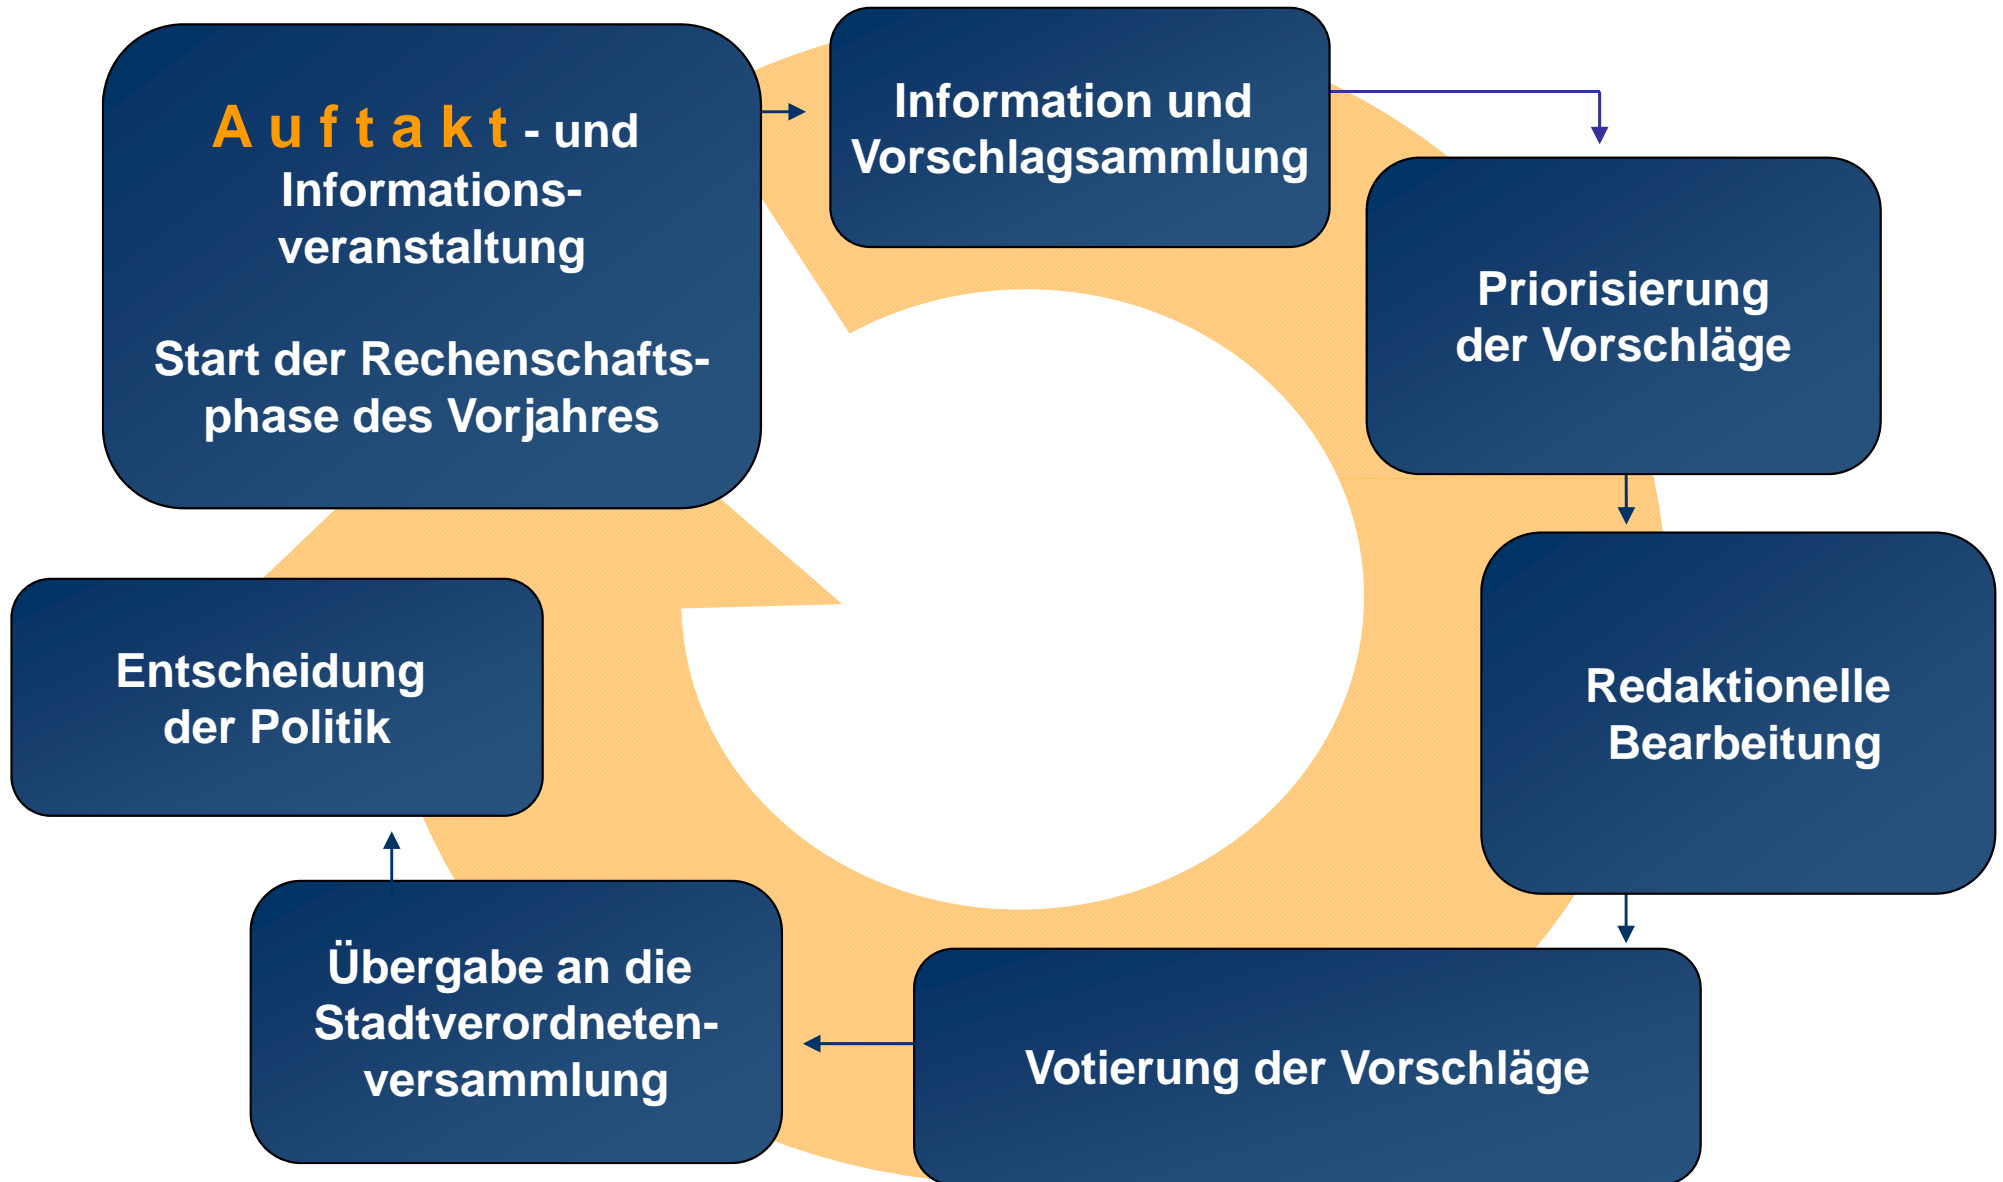 Auftakt - und
Informations-
veranstaltung
Start der Rechenschafts-
phase des Vorjahres
Information und
Vorschlagsammlung
Priorisierung
der Vorschläge
Redaktionelle
Bearbeitung
Votierung der Vorschläge
Übergabe an die
Stadtverordneten-
versammlung
Entscheidung
der Politik